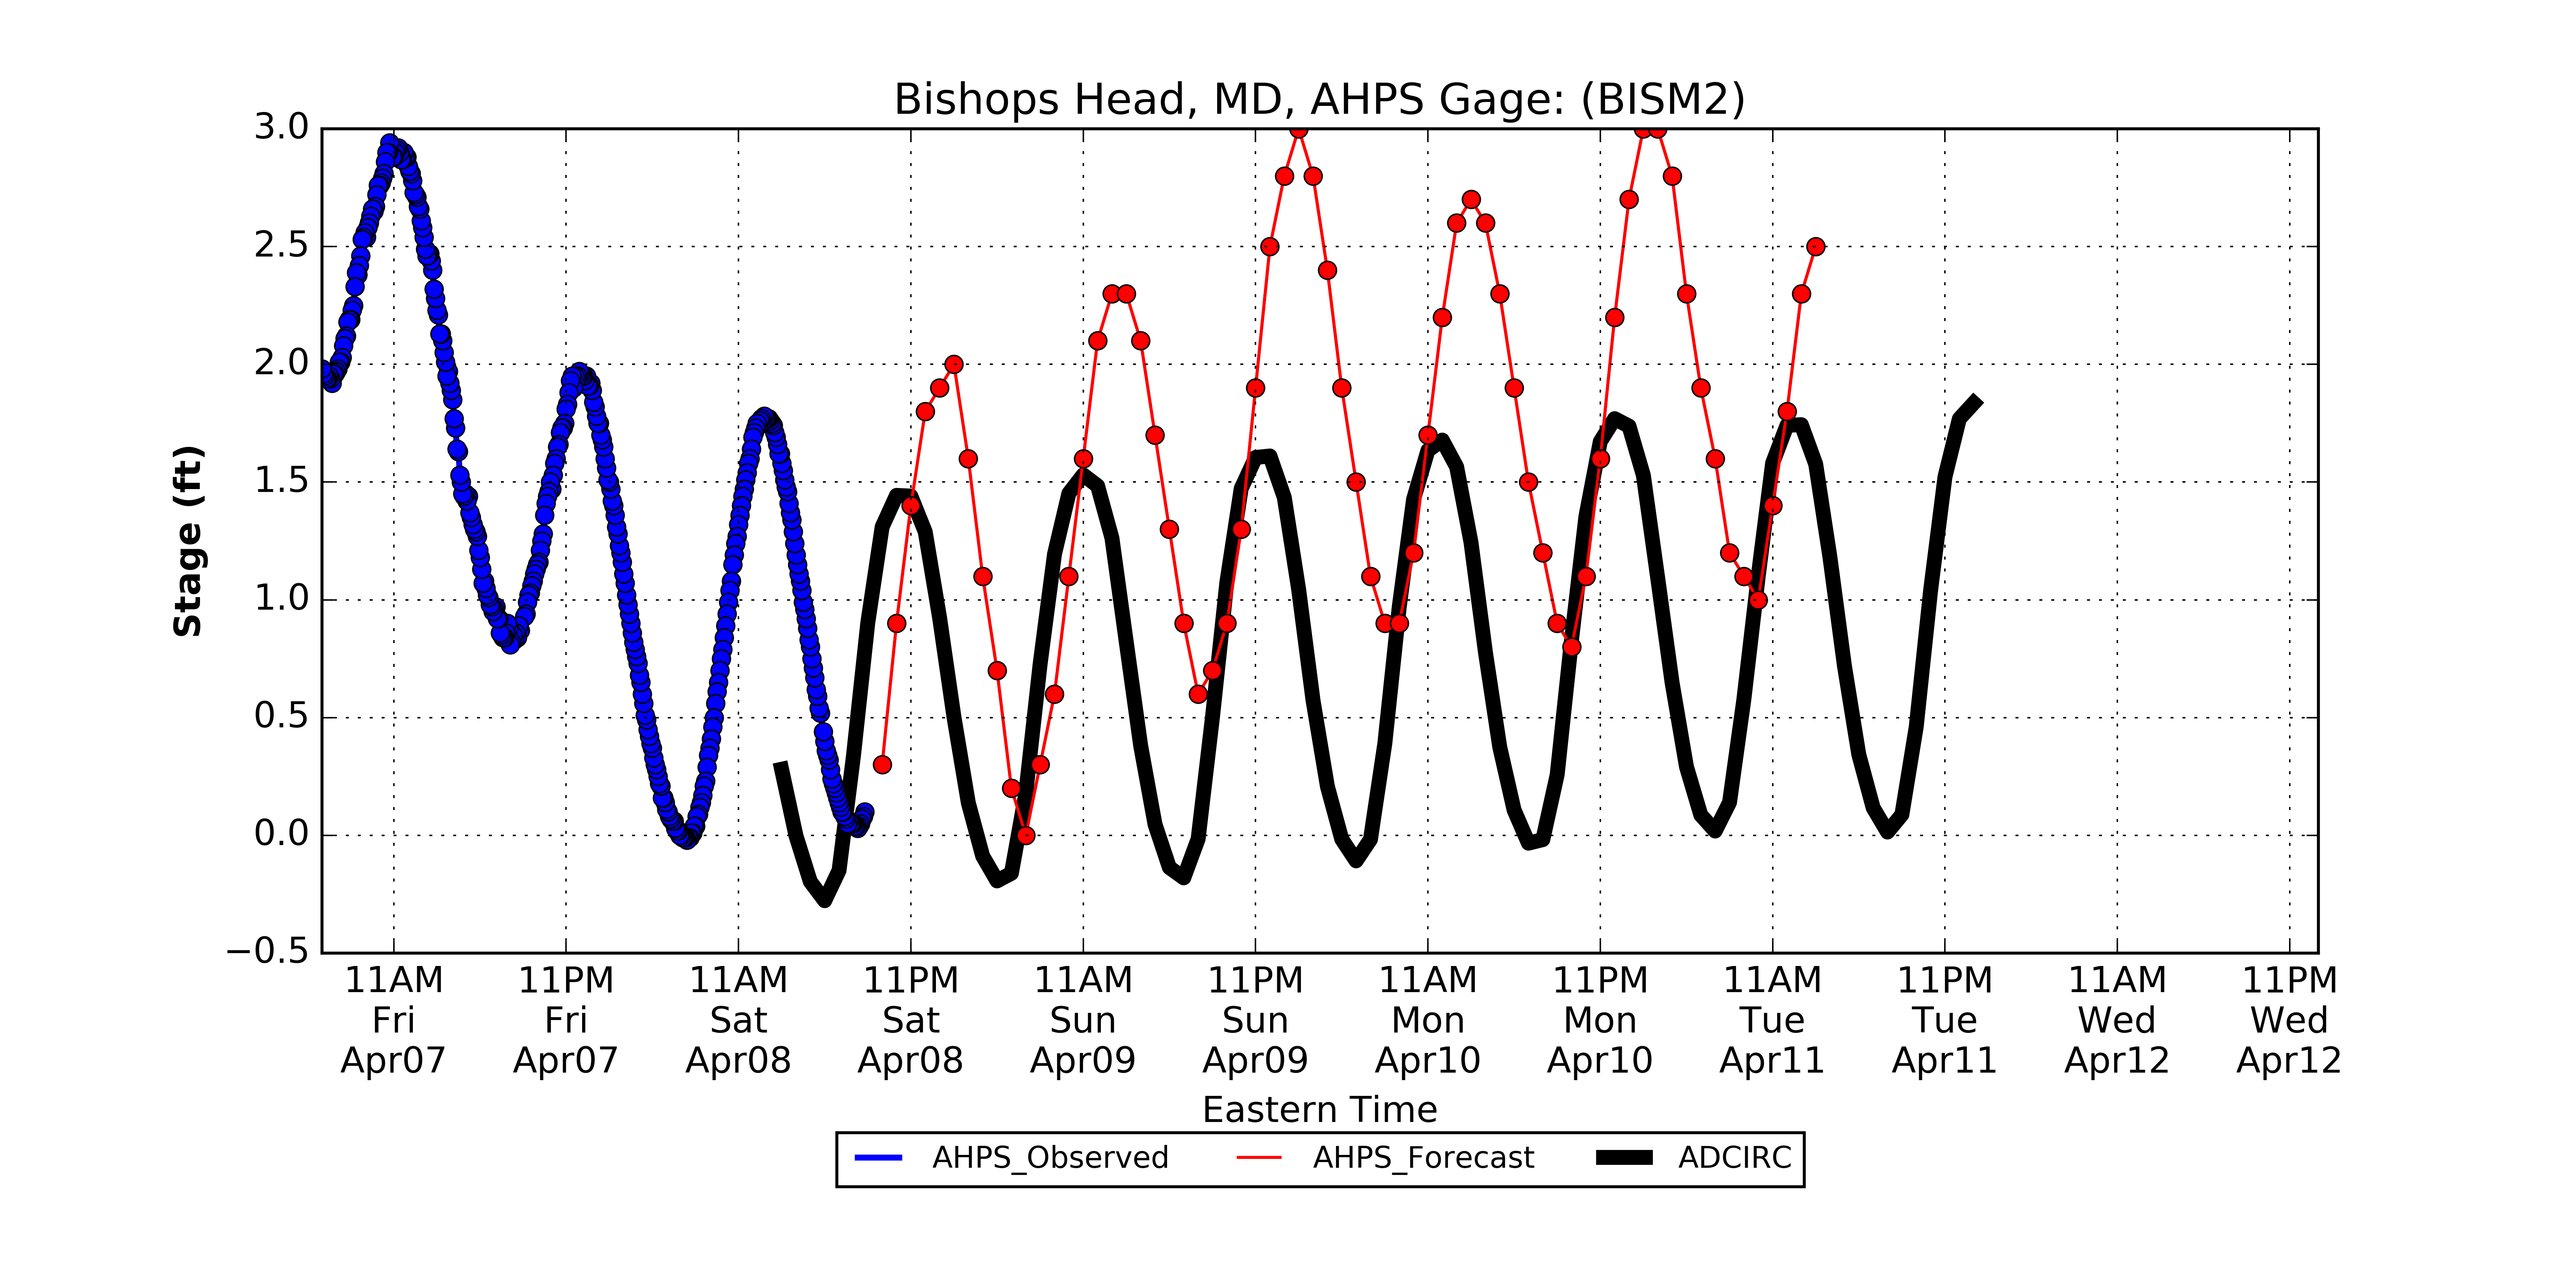 Bishops Head, MD, AHPS Gage: (BISM2)
3.0
2.5
2.0
1.5
1.0
0.5
0.0
−0.5
Stage (ft)
11AM 11PM 11AM 11PM 11AM 11PM 11AM 11PM 11AM 11PM 11AM 11PM
Fri Fri Sat Sat Sun Sun Mon Mon Tue Tue Wed Wed
Apr07 Apr07 Apr08 Apr08 Apr09 Apr09 Apr10 Apr10 Apr11 Apr11 Apr12 Apr12
Eastern Time
AHPS_Observed AHPS_Forecast ADCIRC